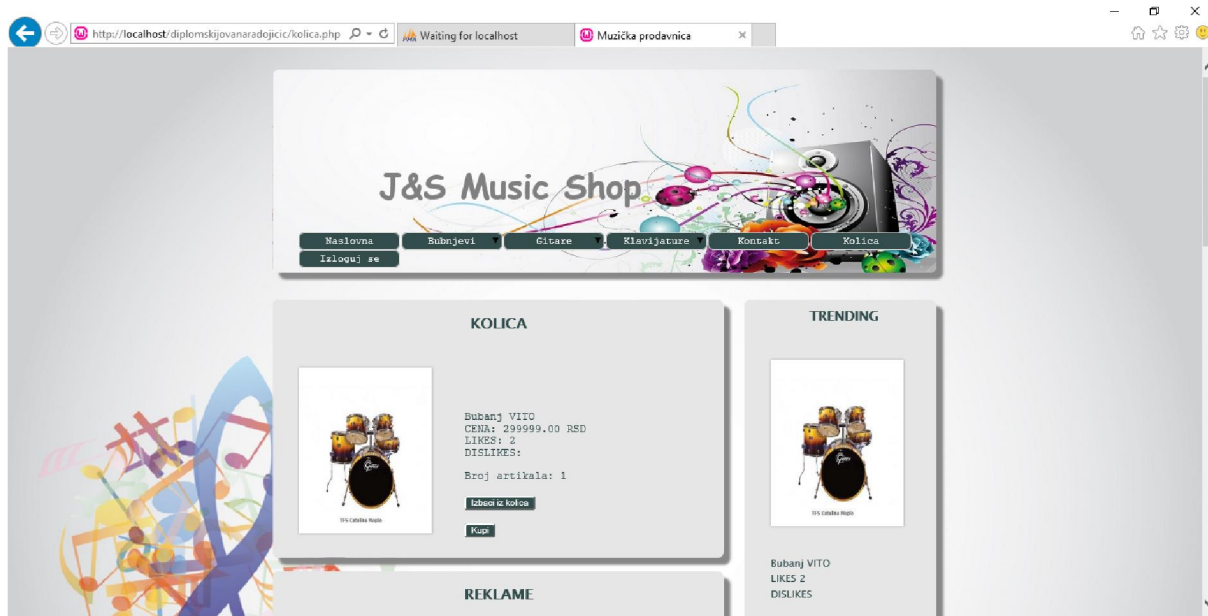 http://localhost/diplomskijovanaradojicic/kolica.php
Waiting for localhost
Muzička prodavnica
J&S Music Shop
Naslovna
Bubnjevi
Gitare
Klavijature
Kontakt
Kolica
Izloguj se
KOLICA
Bubanj VITO
CENA: 299999.00 RSD
LIKES: 2
DISLIKES:
Broj artikala: 1
Izbaci iz kolica
Kupi
REKLAME
TRENDING
Bubanj VITO
LIKES 2
DISLIKES